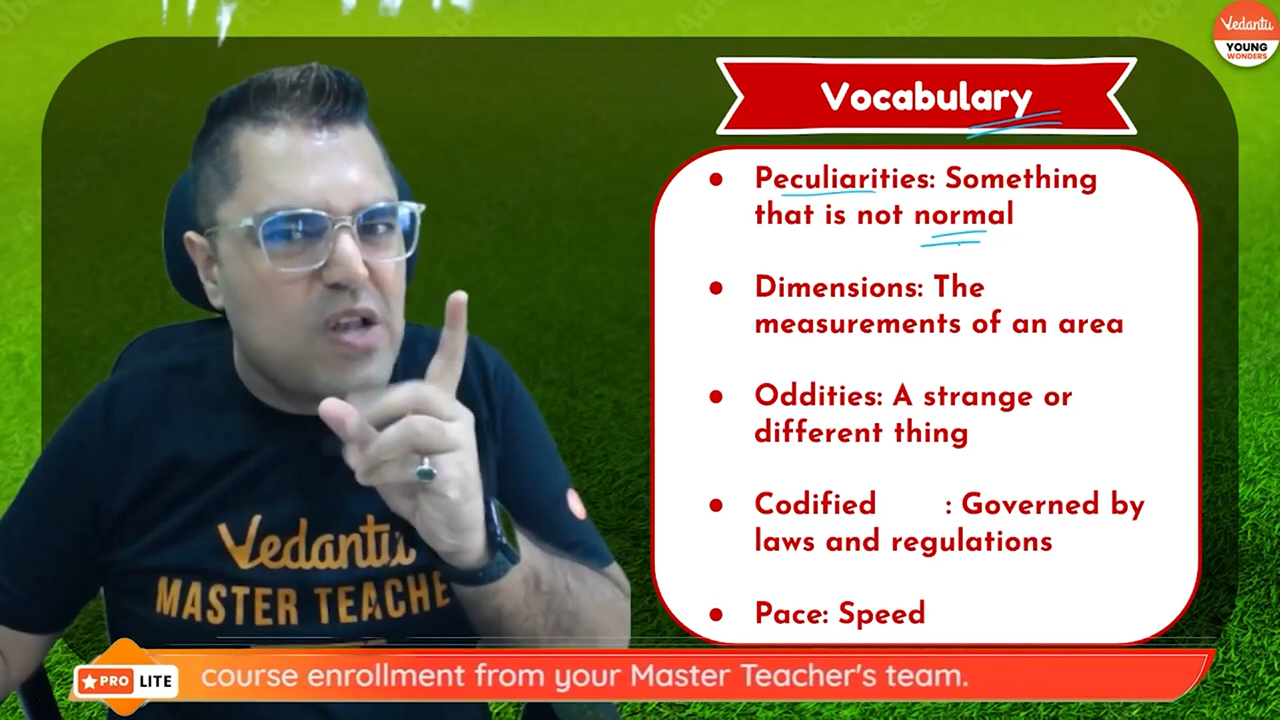 Vedantu
YOUNG
WONDERS
Vocabulary
• Peculiarities: Something
that is not normal
• Dimensions: The
measurements of an area
• Oddities: A strange or
different thing
• Codified : Governed by
laws and regulations
• Pace: Speed
Vedantu
MASTER TEACHE
PRO LITE
course enrollment from your Master Teacher's team.